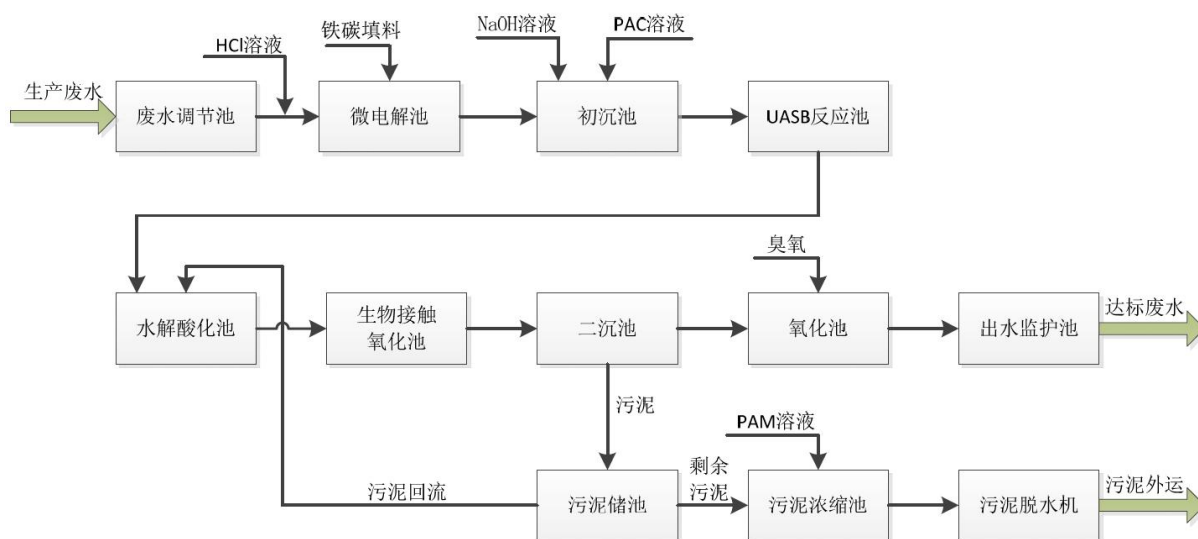 NaOH溶液
PAC溶液
铁碳填料
HCl溶液
生产废水
废水调节池
微电解池
初沉池
UASB反应池
臭氧
水解酸化池
生物接触
氧化池
二沉池
氧化池
出水监护池
达标废水
污泥
PAM溶液
剩余
污泥
污泥回流
污泥储池
污泥浓缩池
污泥脱水机
污泥外运